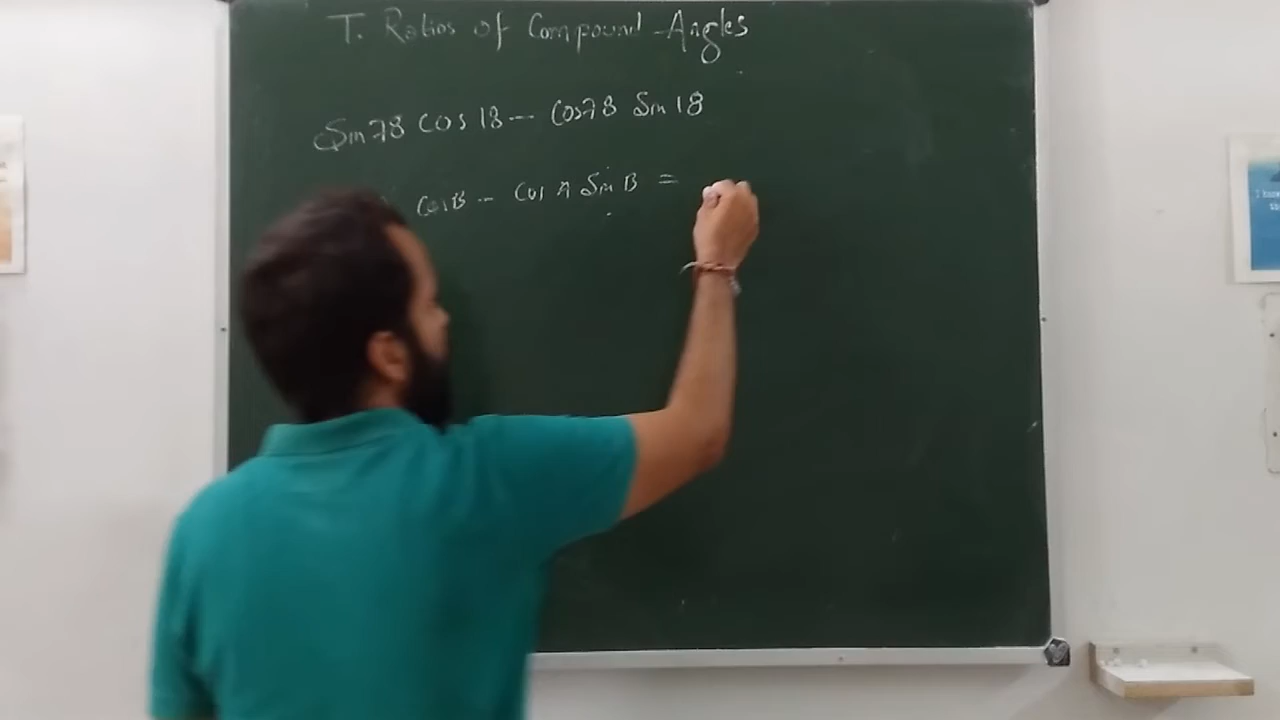 T. Ratios of Compound Angles
Sin 78 cos 18 - Cos 78 Sin 18
Cos B - Cos A Sin B =